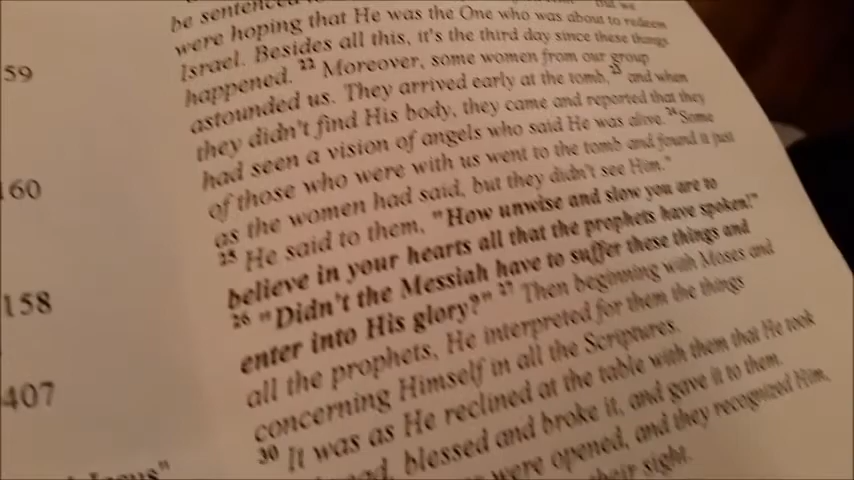 be sentenced
that we
were hoping that He was the One who was about to redeem
Israel. Besides all this, it's the third day since these things
happened. 22 Moreover, some women from our group
astounded us. They arrived early at the tomb, 23 and when
they didn't find His body, they came and reported that they
had seen a vision of angels who said He was alive. 24 Some
of those who were with us went to the tomb and found it just
as the women had said, but they didn't see Him."
25 He said to them, "How unwise and slow you are to
believe in your hearts all that the prophets have spoken!"
26 "Didn't the Messiah have to suffer these things and
enter into His glory?" 27 Then beginning with Moses and
all the prophets, He interpreted for them the things
concerning Himself in all the Scriptures.
30 It was as He reclined at the table with them that He took
blessed and broke it, and gave it to them.
were opened, and they recognized Him,
their sight.
59
160
158
407
Jesus"